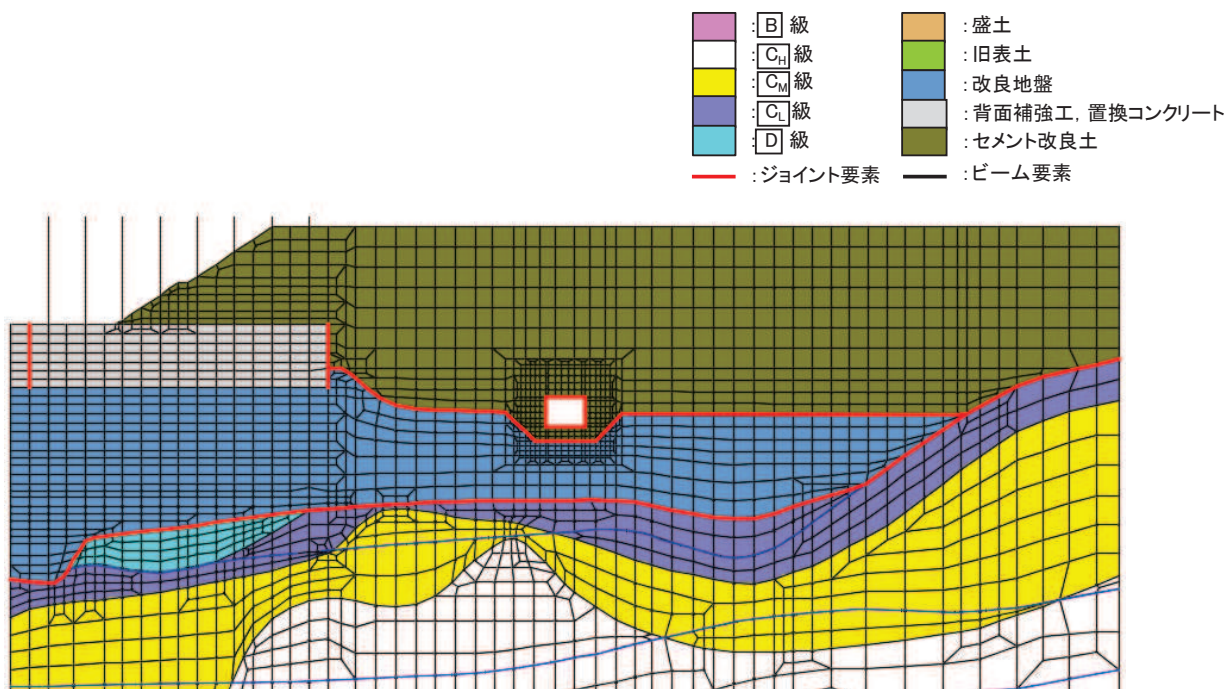 :B 級
:CH級
:CM級
:CL級
:D 級
:ジョイント要素
:盛土
:旧表土
:改良地盤
:背面補強工, 置換コンクリート
:セメント改良土
:ビーム要素